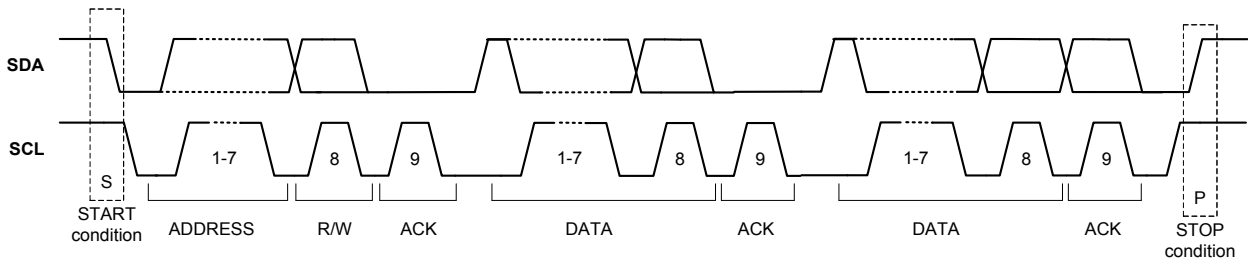 SDA
SCL
1-7
8
9
1-7
8
9
1-7
8
9
S
P
START
condition
ADDRESS
R/W
ACK
DATA
ACK
DATA
ACK
STOP
condition